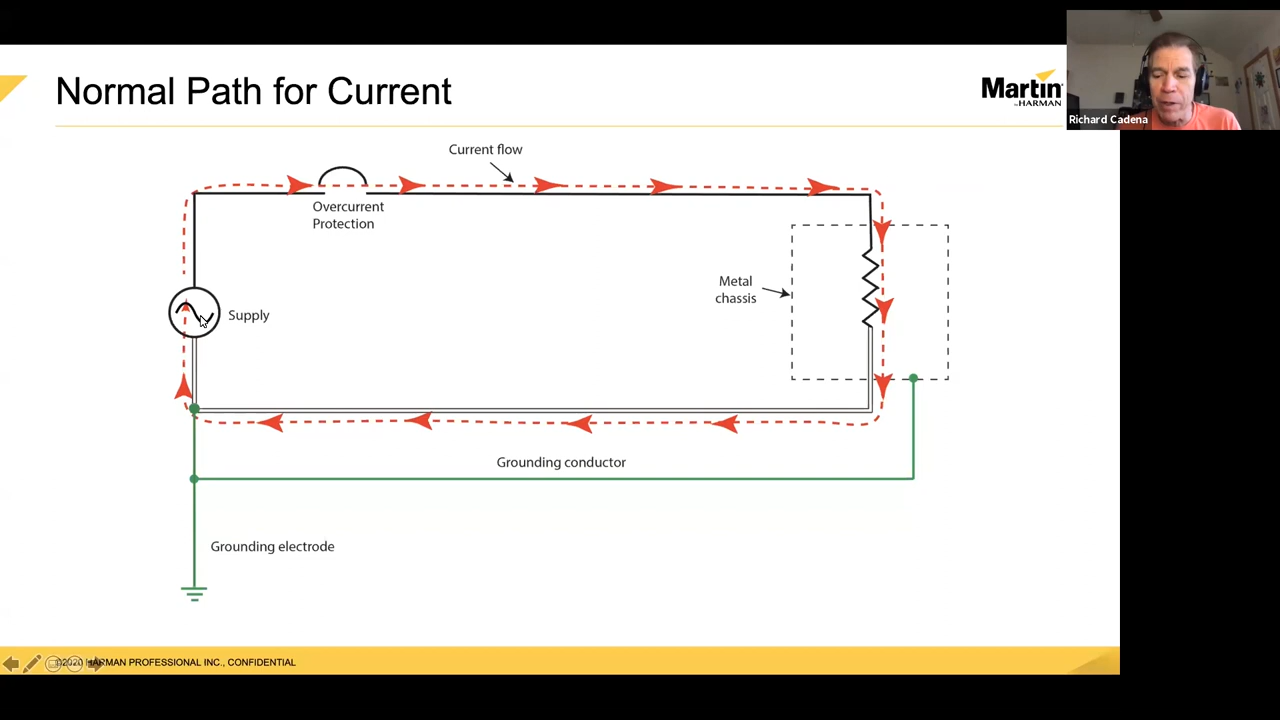 Normal Path for Current
Martin
by HARMAN
Richard Cadena
Current flow
Overcurrent
Protection
Metal
chassis
Supply
Grounding conductor
Grounding electrode
©2020 HARMAN PROFESSIONAL INC., CONFIDENTIAL